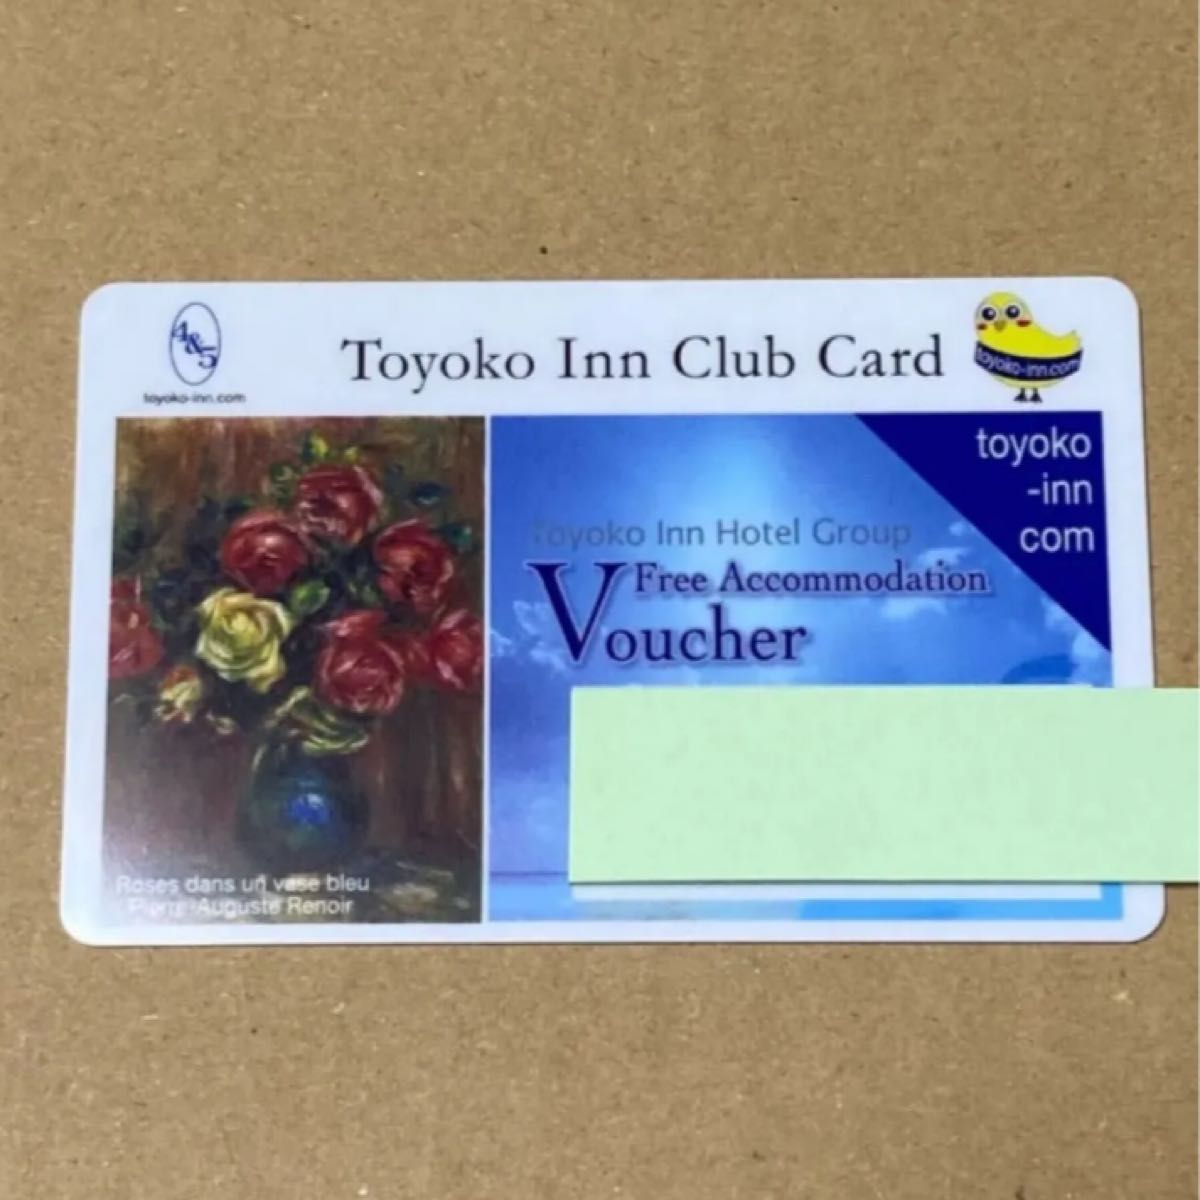 4&5
toyoko-inn.com
Toyoko Inn Club Card
toyoko-inn.com
toyoko
-inn
com
Toyoko Inn Hotel Group
Free Accommodation
Voucher
Roses dans un vase bleu
Pierre-Auguste Renoir